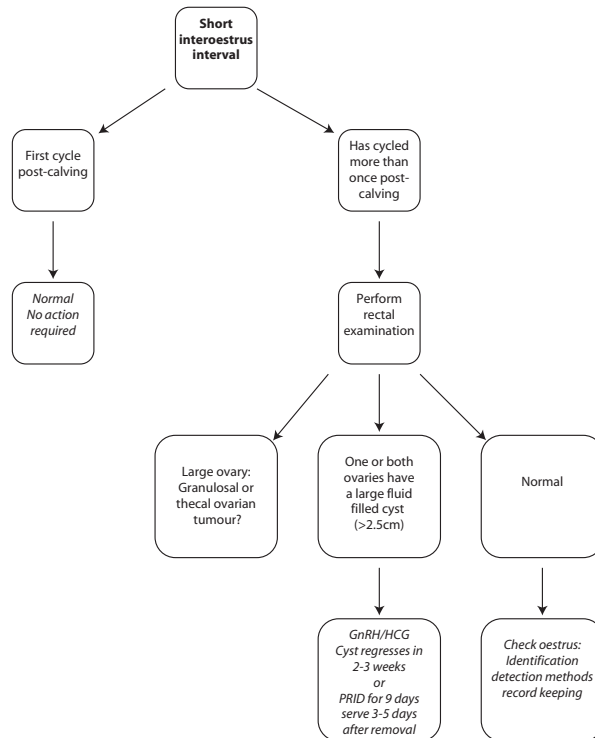 Short
interoestrus
interval
First cycle
post-calving
Has cycled
more than
once post-
calving
Normal
No action
required
Perform
rectal
examination
Large ovary:
Granulosal or
thecal ovarian
tumour?
One or both
ovaries have
a large fluid
filled cyst
(>2.5cm)
Normal
GnRH/HCG
Cyst regresses in
2-3 weeks
or
PRID for 9 days
serve 3-5 days
after removal
Check oestrus:
Identification
detection methods
record keeping